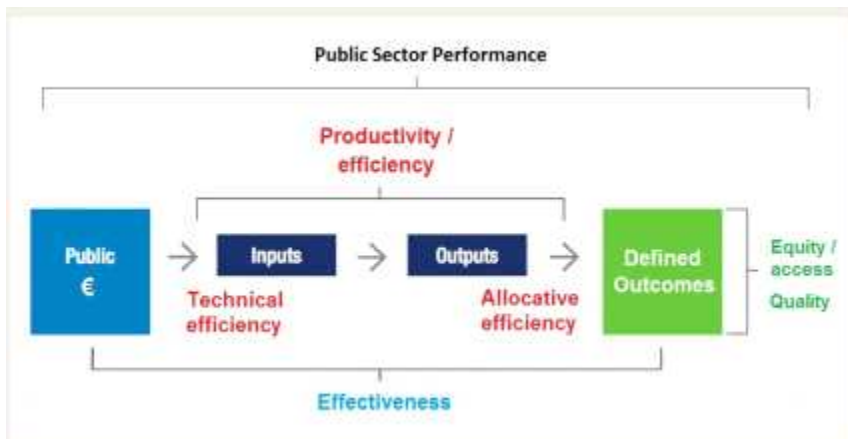 Public Sector Performance
Productivity /
efficiency
Public
€
Inputs
Outputs
Defined
Outcomes
Equity /
access
Quality
Technical
efficiency
Allocative
efficiency
Effectiveness